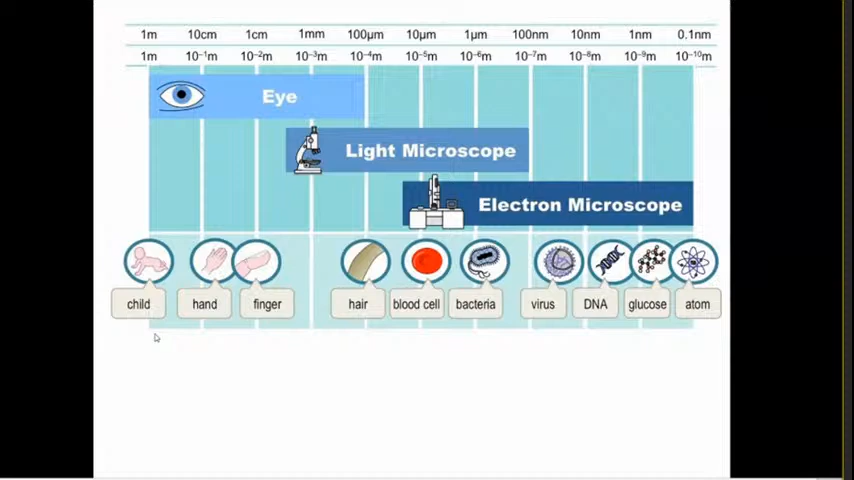 1m 10cm 1cm 1mm 100µm 10µm 1µm 100nm 10nm 1nm 0.1nm
1m 10⁻¹m 10⁻²m 10⁻³m 10⁻⁴m 10⁻⁵m 10⁻⁶m 10⁻⁷m 10⁻⁸m 10⁻⁹m 10⁻¹⁰m
Eye
Light Microscope
Electron Microscope
child hand finger hair blood cell bacteria virus DNA glucose atom